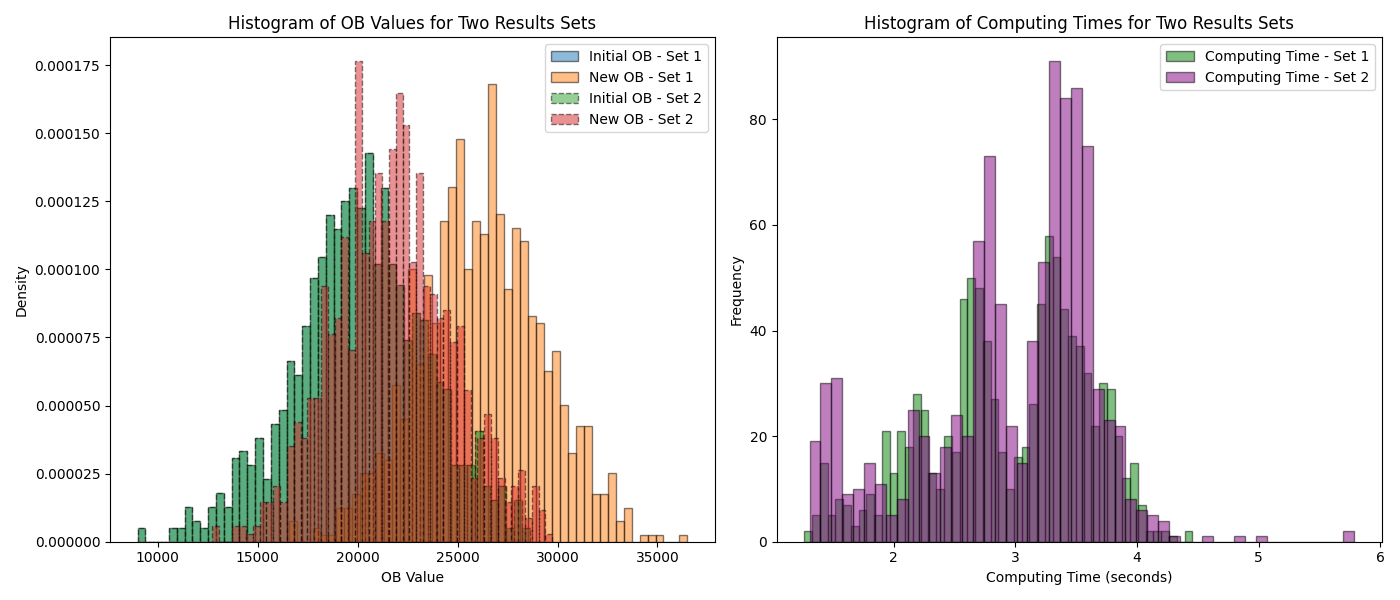 Histogram of OB Values for Two Results Sets
Initial OB - Set 1
New OB - Set 1
Initial OB - Set 2
New OB - Set 2
0.000175
0.000150
0.000125
0.000100
0.000075
0.000050
0.000025
0.000000
Density
10000 15000 20000 25000 30000 35000
OB Value
Histogram of Computing Times for Two Results Sets
Computing Time - Set 1
Computing Time - Set 2
80
60
40
20
0
Frequency
2 3 4 5 6
Computing Time (seconds)